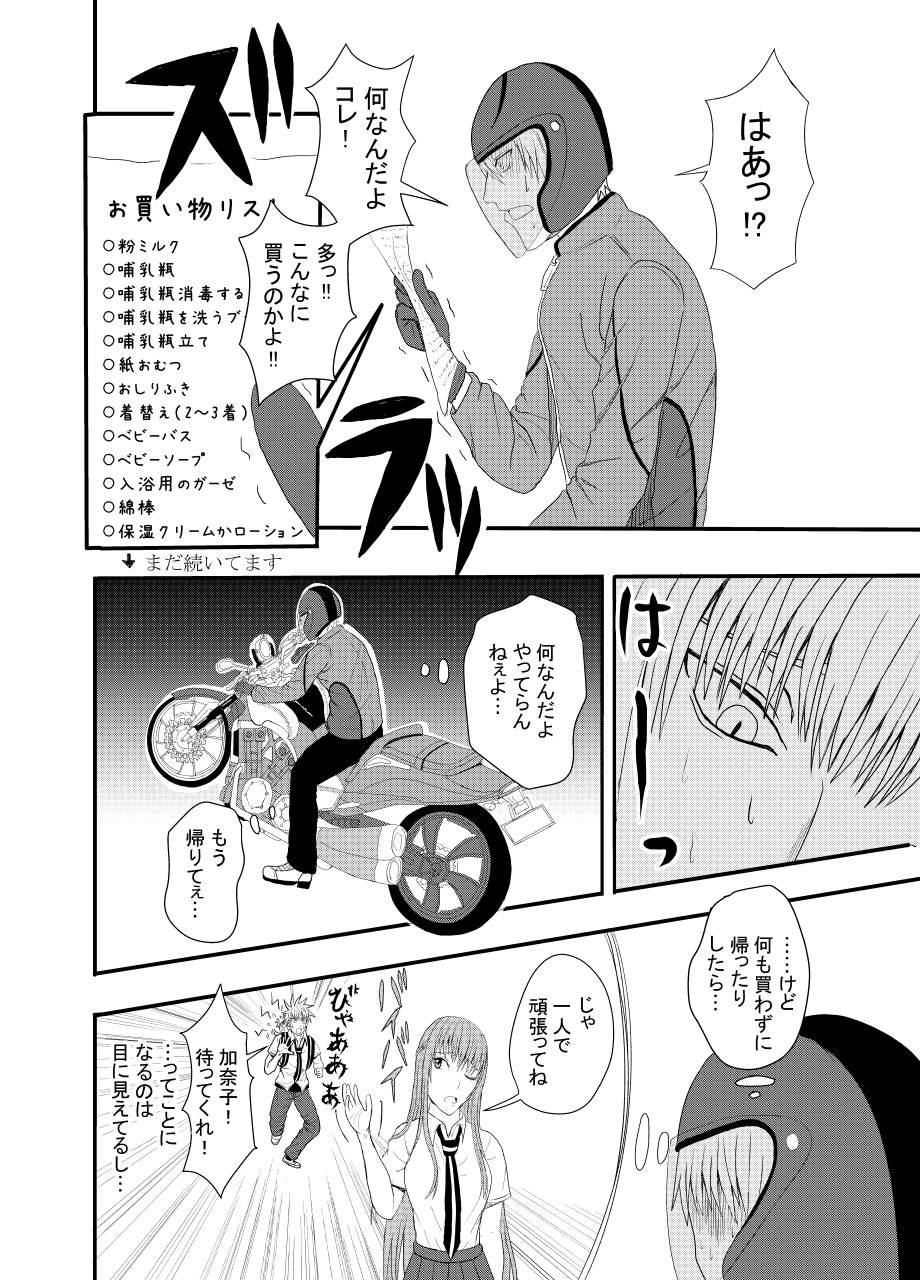 はあっ!?
何なんだよ
コレ!
ズラッ
お買い物リス
○粉ミルク
○哺乳瓶
○哺乳瓶消毒する
○哺乳瓶を洗うブ
○哺乳瓶立て
○紙おむつ
○おしりふき
○着替え(2〜3着)
○ベビーバス
○ベビーソープ
○入浴用のガーゼ
○綿棒
○保湿クリームかローション
↓まだ続いてます
多っ!!
こんなに
買うのかよ!!
はーっ
何なんだよ
やってらん
ねぇよ…
もう
帰りてぇ…
……けど
何も買わずに
帰ったり
したら…
じゃ
一人で
頑張ってね
びゃあああ
加奈子!
待ってくれ!
…ってことに
なるのは
目に見えてるし…